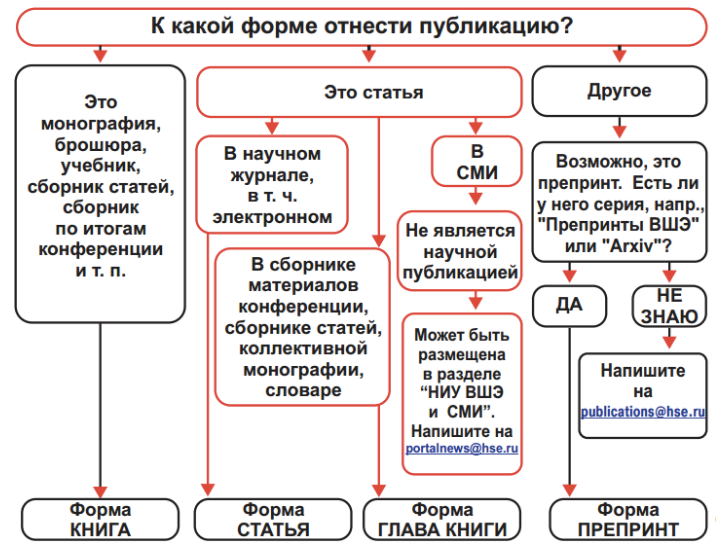 К какой форме отнести публикацию?
Это
монография,
брошюра,
учебник,
сборник статей,
сборник
по итогам
конференции
и т. п.
Это статья
В научном
журнале,
в т. ч.
электронном
В сборнике
материалов
конференции,
сборнике статей,
коллективной
монографии,
словаре
В
СМИ
Не является
научной
публикацией
Может быть
размещена
в разделе
“НИУ ВШЭ
и СМИ”.
Напишите на
portalnews@hse.ru
Другое
Возможно, это
препринт. Есть ли
у него серия, напр.,
"Препринты ВШЭ"
или "Arxiv"?
ДА
НЕ
ЗНАЮ
Напишите
на
publications@hse.ru
Форма
КНИГА
Форма
СТАТЬЯ
Форма
ГЛАВА КНИГИ
Форма
ПРЕПРИНТ